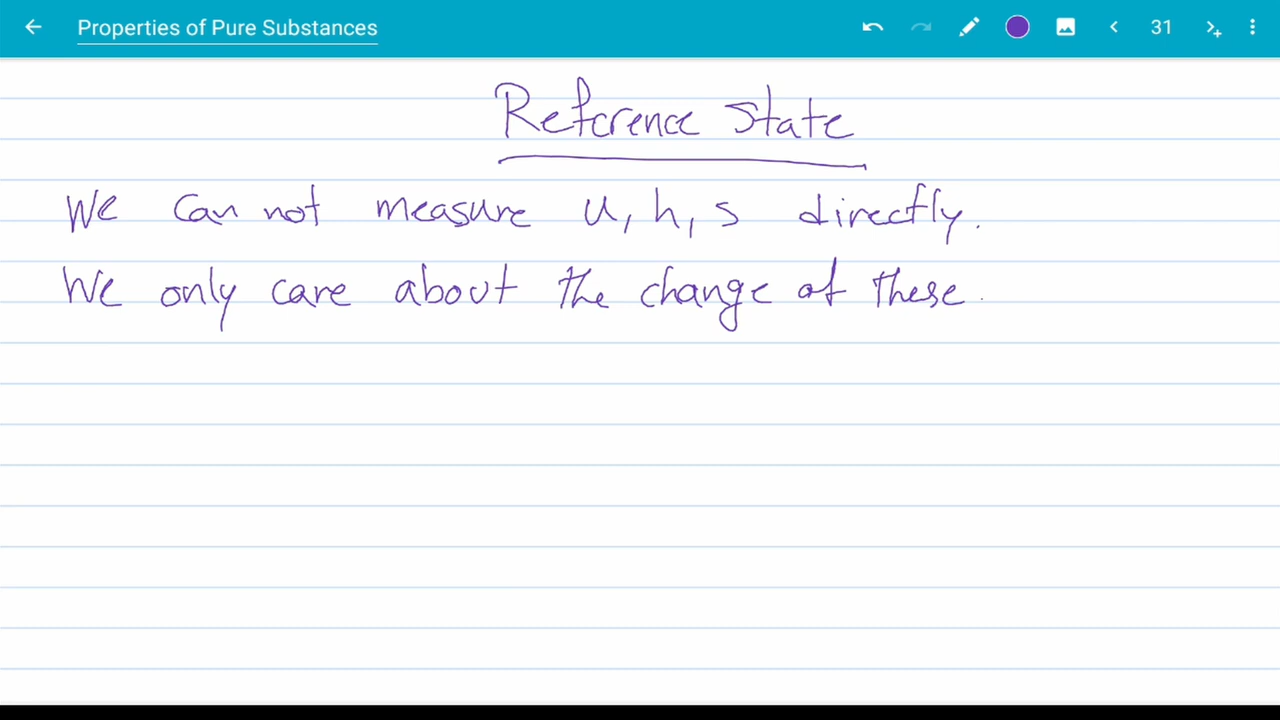 Properties of Pure Substances
31
Reference State
We can not measure u, h, s directly.
We only care about the change of these.